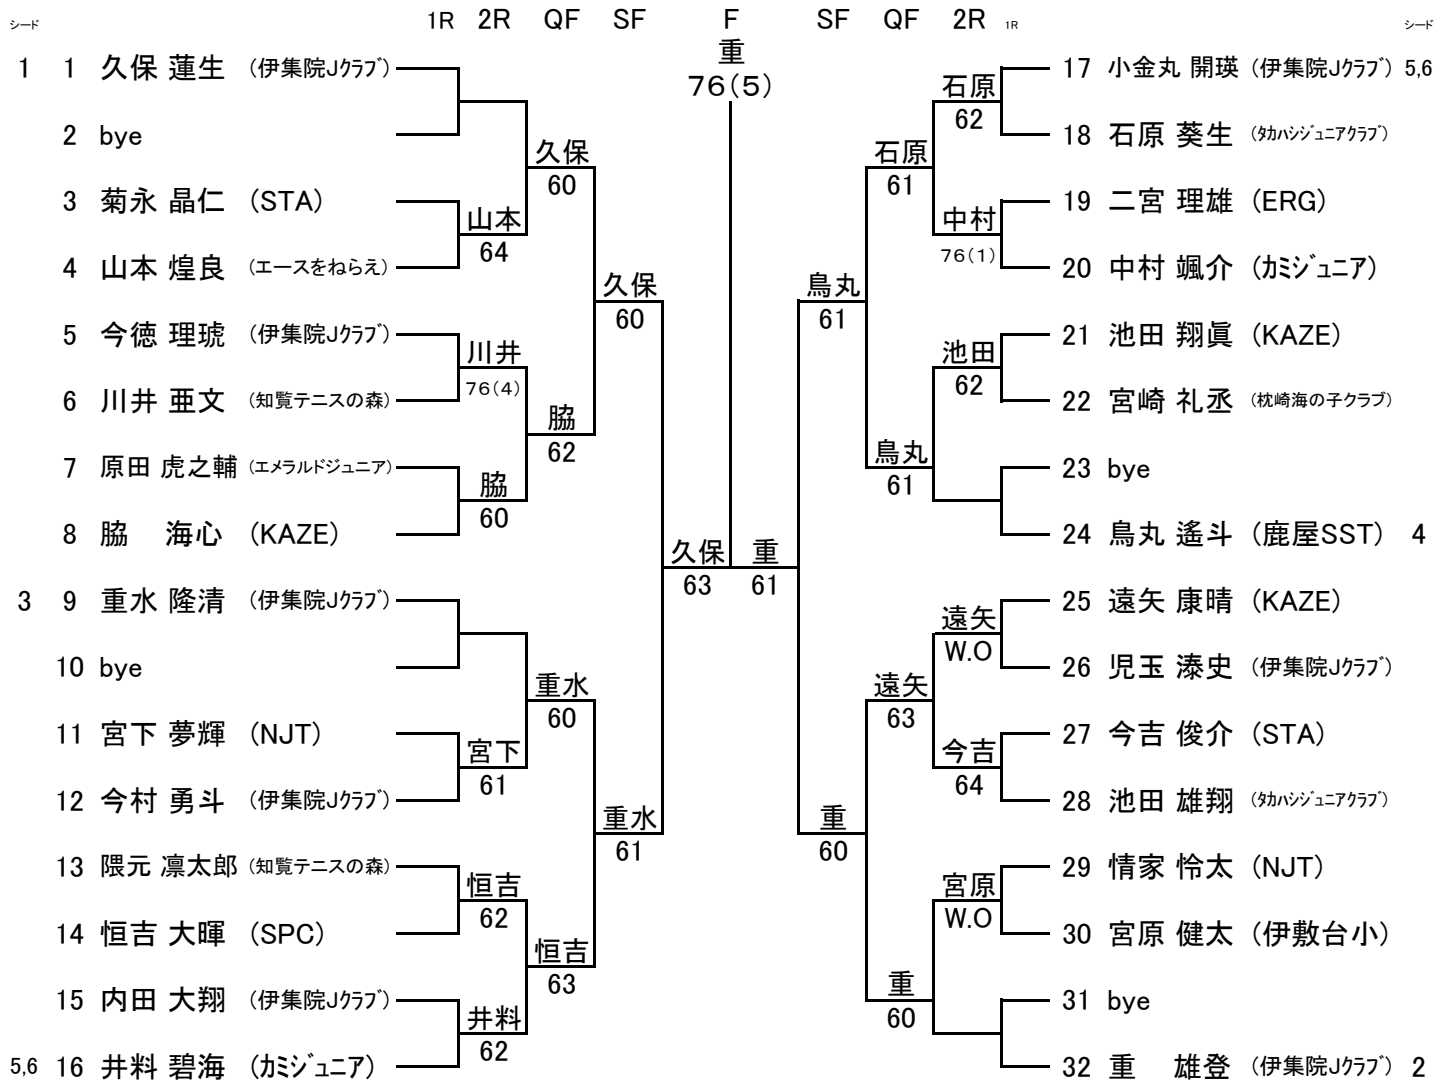 シード 1R 2R QF SF F SF QF 2R 1R シード
重
76(5)
1 1 久保 蓮生 (伊集院Jｸﾗﾌﾞ)
2 bye
久保
60
3 菊永 晶仁 (STA)
山本
64
4 山本 煌良 (エースをねらえ)
久保
60
5 今徳 理琥 (伊集院Jｸﾗﾌﾞ)
川井
76(4)
6 川井 亜文 (知覧テニスの森)
脇
62
7 原田 虎之輔 (エメラルドジュニア)
脇
60
8 脇 海心 (KAZE)
久保
63
3 9 重水 隆清 (伊集院Jｸﾗﾌﾞ)
10 bye
重水
60
11 宮下 夢輝 (NJT)
宮下
61
12 今村 勇斗 (伊集院Jｸﾗﾌﾞ)
重水
61
13 隈元 凛太郎 (知覧テニスの森)
恒吉
62
14 恒吉 大暉 (SPC)
恒吉
63
15 内田 大翔 (伊集院Jｸﾗﾌﾞ)
井料
62
5,6 16 井料 碧海 (ｶﾐｼﾞｭニア)
17 小金丸 開瑛 (伊集院Jｸﾗﾌﾞ) 5,6
石原
62
18 石原 葵生 (ﾀｶﾊｼｼﾞｭﾆｱｸﾗﾌﾞ)
石原
61
19 二宮 理雄 (ERG)
中村
76(1)
20 中村 颯介 (ｶﾐｼﾞｭニア)
鳥丸
61
21 池田 翔眞 (KAZE)
池田
62
22 宮崎 礼丞 (枕崎海の子クラブ)
鳥丸
61
23 bye
24 鳥丸 遙斗 (鹿屋SST) 4
重
61
25 遠矢 康晴 (KAZE)
遠矢
W.O
26 児玉 溙史 (伊集院Jｸﾗﾌﾞ)
遠矢
63
27 今吉 俊介 (STA)
今吉
64
28 池田 雄翔 (ﾀｶﾊｼｼﾞｭﾆｱｸﾗﾌﾞ)
重
60
29 情家 怜太 (NJT)
宮原
W.O
30 宮原 健太 (伊敷台小)
重
60
31 bye
32 重 雄登 (伊集院Jｸﾗﾌﾞ) 2